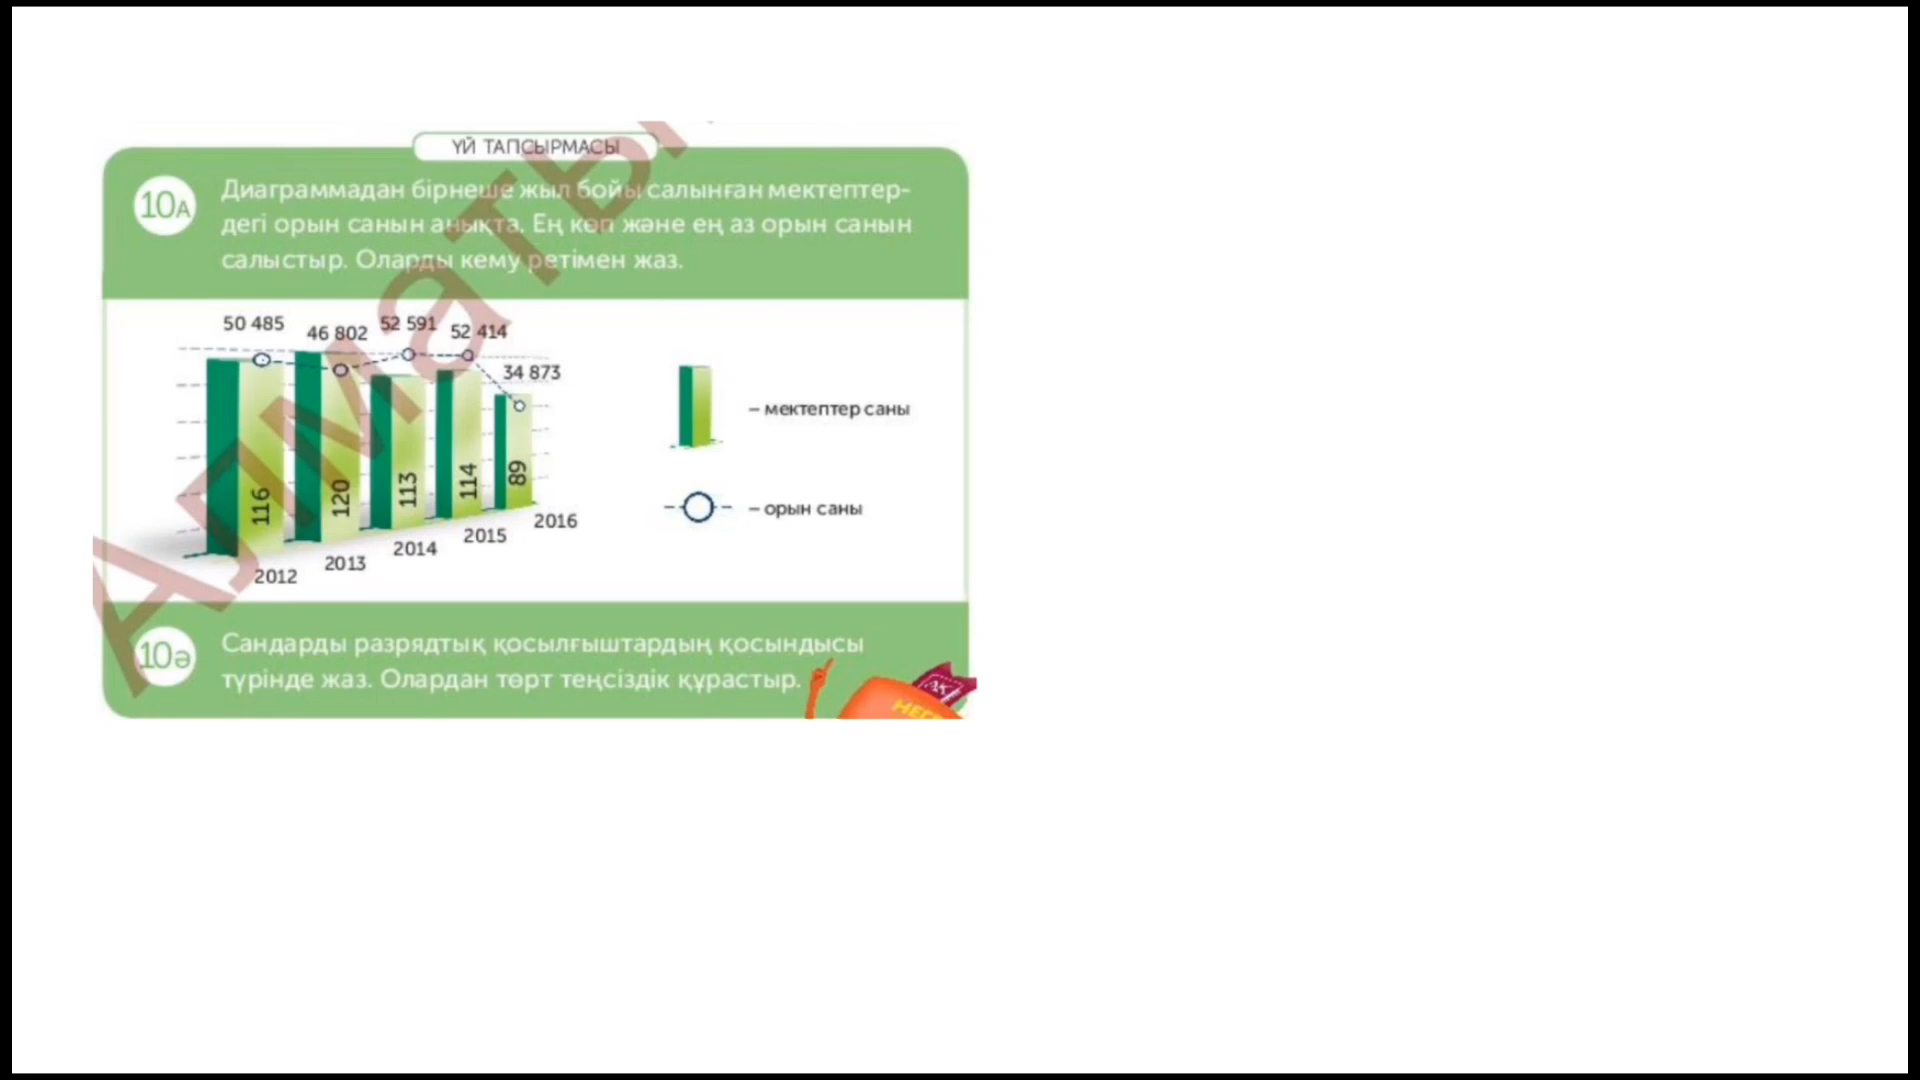 ҮЙ ТАПСЫРМАСЫ
10А
Диаграммадан бірнеше жыл бойы салынған мектептер-
дегі орын санын анықта. Ең көп және ең аз орын санын
салыстыр. Оларды кему ретімен жаз.
50 485
46 802
52 591
52 414
34 873
116
120
113
114
89
2012
2013
2014
2015
2016
– мектептер саны
– орын саны
10ә
Сандарды разрядтық қосылғыштардың қосындысы
түрінде жаз. Олардан төрт теңсіздік құрастыр.
Алматы